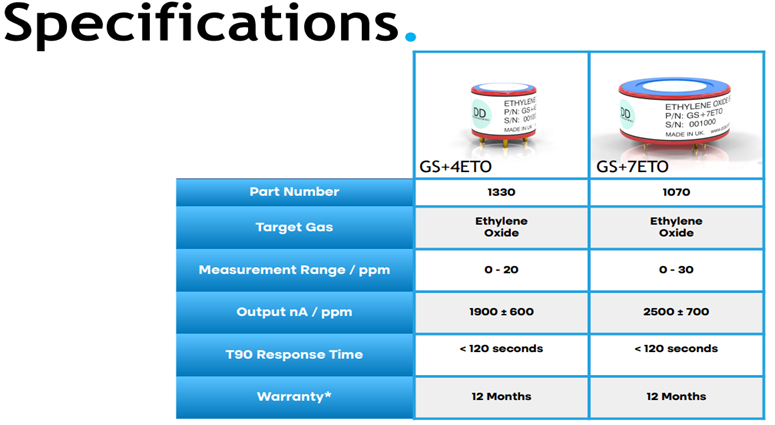 Specifications.
DD
ETHYLENE
P/N: GS+4
S/N: 0010
MADE IN UK
GS+4ETO
DD
ETHYLENE OXIDE
P/N: GS+7ETO
S/N: 001000
MADE IN UK
GS+7ETO
Part Number 1330 1070
Target Gas Ethylene Oxide Ethylene Oxide
Measurement Range / ppm 0 - 20 0 - 30
Output nA / ppm 1900 ± 600 2500 ± 700
T90 Response Time < 120 seconds < 120 seconds
Warranty* 12 Months 12 Months